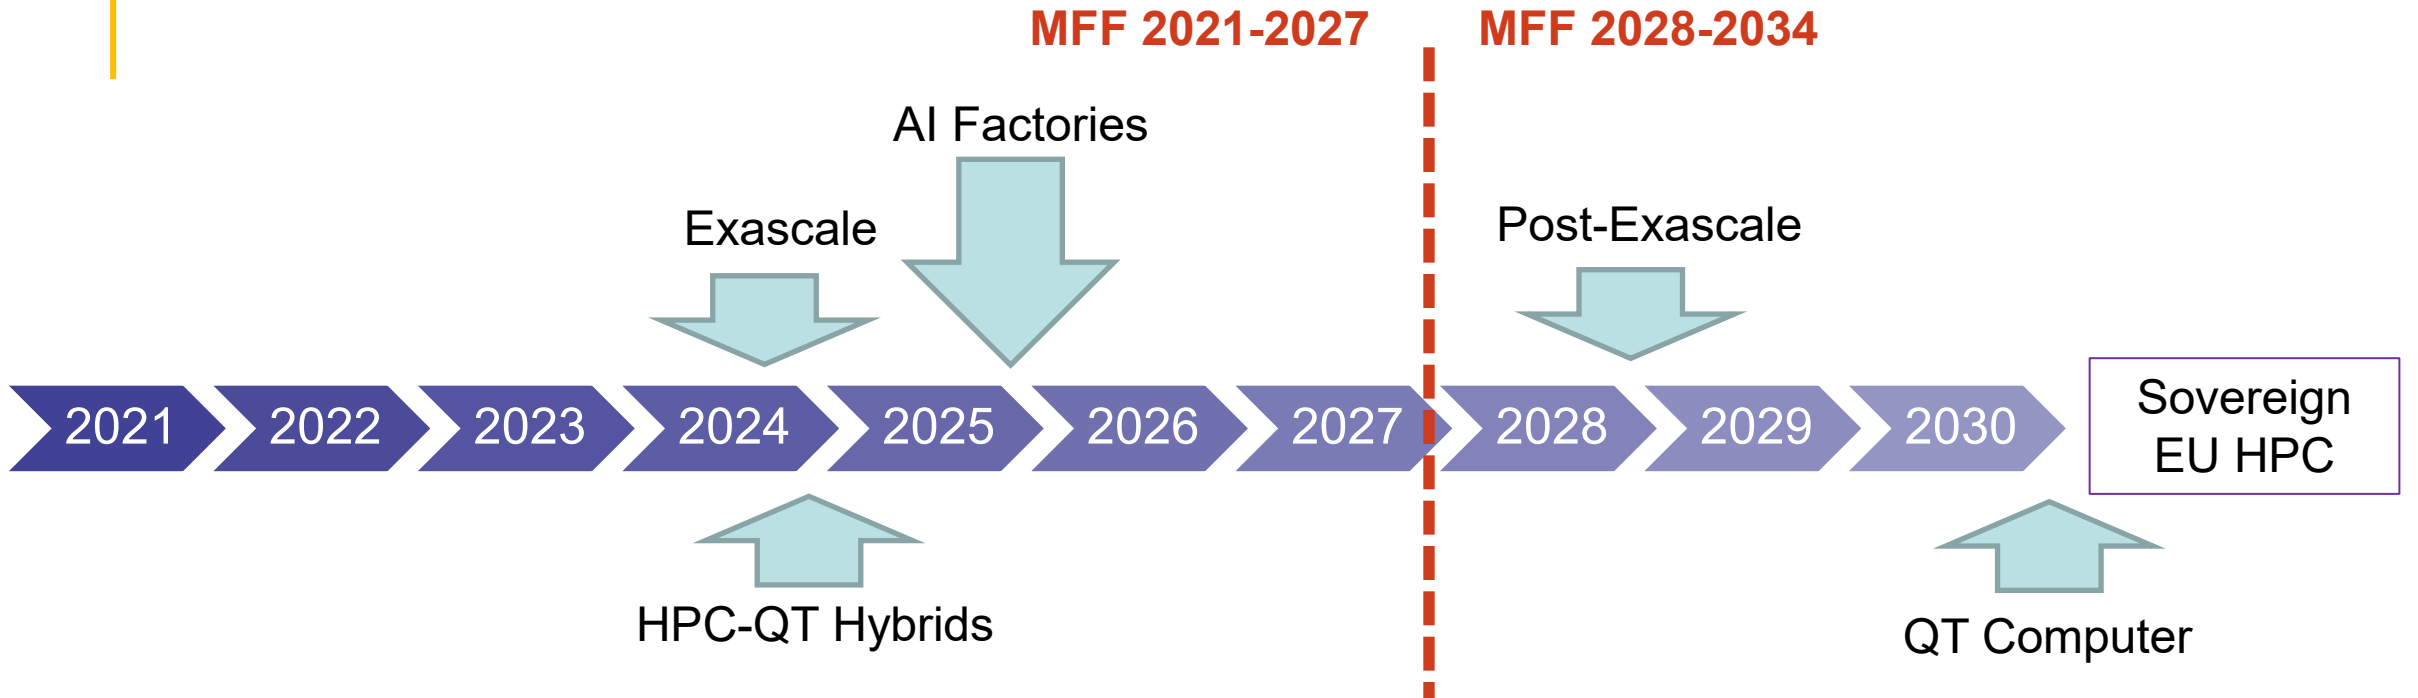 MFF 2021-2027
MFF 2028-2034
AI Factories
Exascale
Post-Exascale
2021
2022
2023
2024
2025
2026
2027
2028
2029
2030
Sovereign
EU HPC
HPC-QT Hybrids
QT Computer